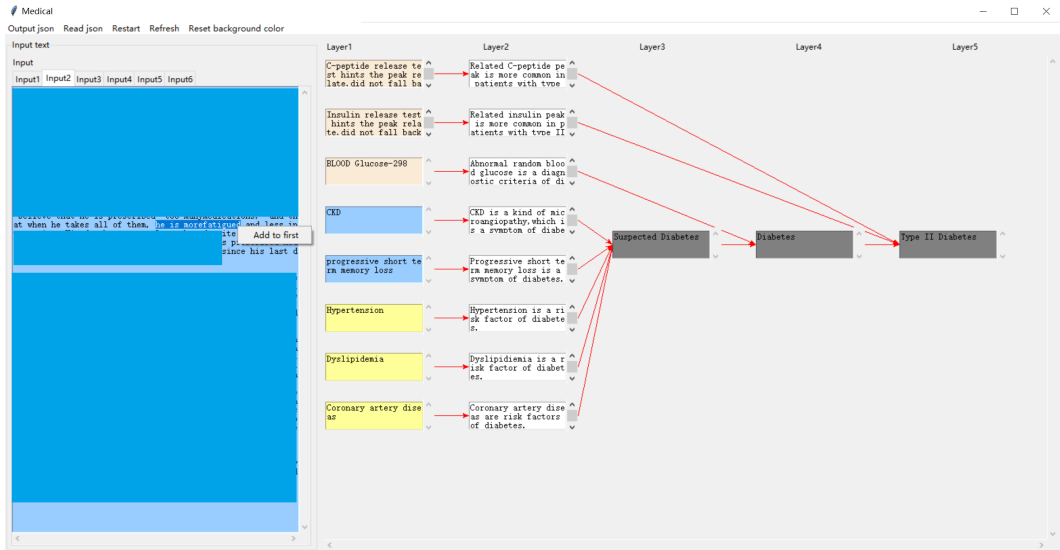 Medical
Output json Read json Restart Refresh Reset background color
Input text
Input
Input1 Input2 Input3 Input4 Input5 Input6
at when he takes all of them, he is morefatigued and less in
Add to first
since his last d
Layer1 Layer2 Layer3 Layer4 Layer5
C-peptide release te
st hints the peak re
late.did not fall ba
Related C-peptide pe
ak is more common in
patients with type
Insulin release test
hints the peak rela
te.did not fall back
Related insulin peak
is more common in p
atients with type II
BLOOD Glucose-298
Abnormal random bloo
d glucose is a diagn
ostic criteria of di
CKD
CKD is a kind of mic
roangiopathy,which i
s a symptom of diabe
Suspected Diabetes
Diabetes
Type II Diabetes
progressive short te
rm memory loss
Progressive short te
rm memory loss is a
symptom of diabetes.
Hypertension
Hypertension is a ri
sk factor of diabete
s.
Dyslipidemia
Dyslipidiemia is a r
isk factor of diabet
es.
Coronary artery dise
as
Coronary artery dise
as are risk factors
of diabetes.